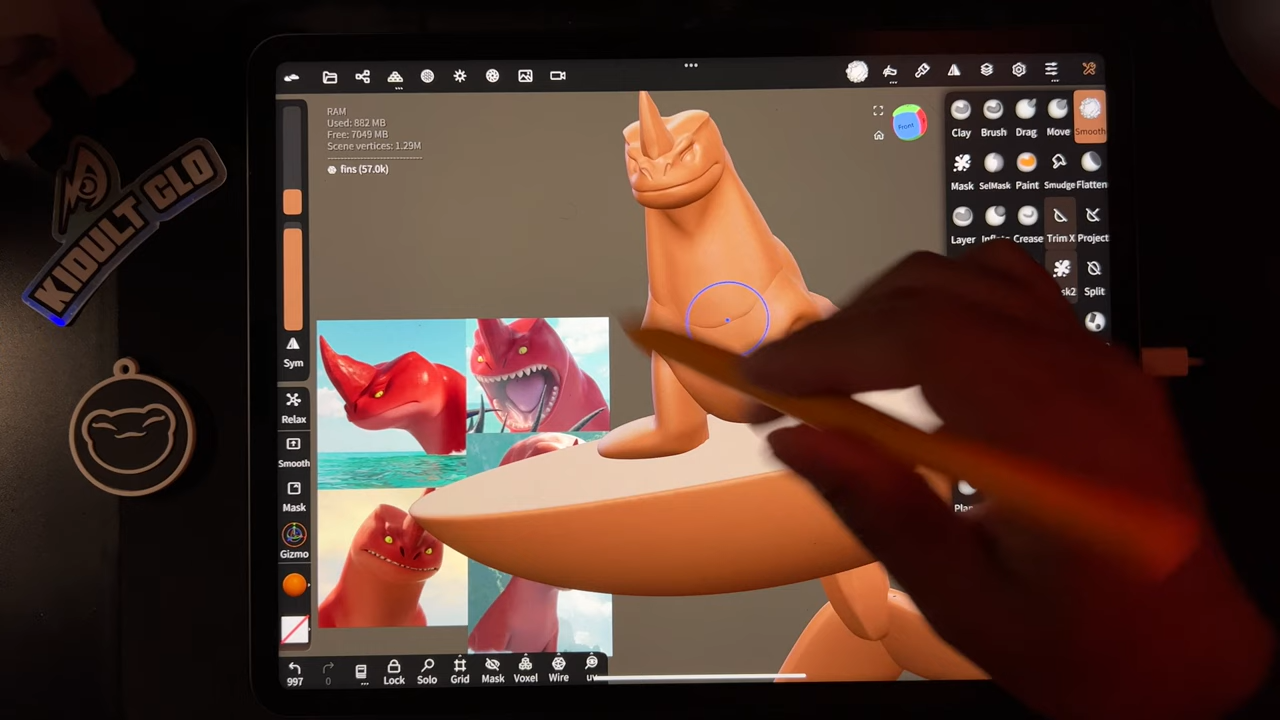 KIDULT CLO
RAM
Used: 882 MB
Free: 7049 MB
Scene vertices: 1.29M
fins (57.0k)
Front
Clay Brush Drag Move Smooth
Mask SelMask Paint Smudge Flatten
Layer Crease Trim X Project
Split
Sym
Relax
Smooth
Mask
Gizmo
997 0 Lock Solo Grid Mask Voxel Wire uv